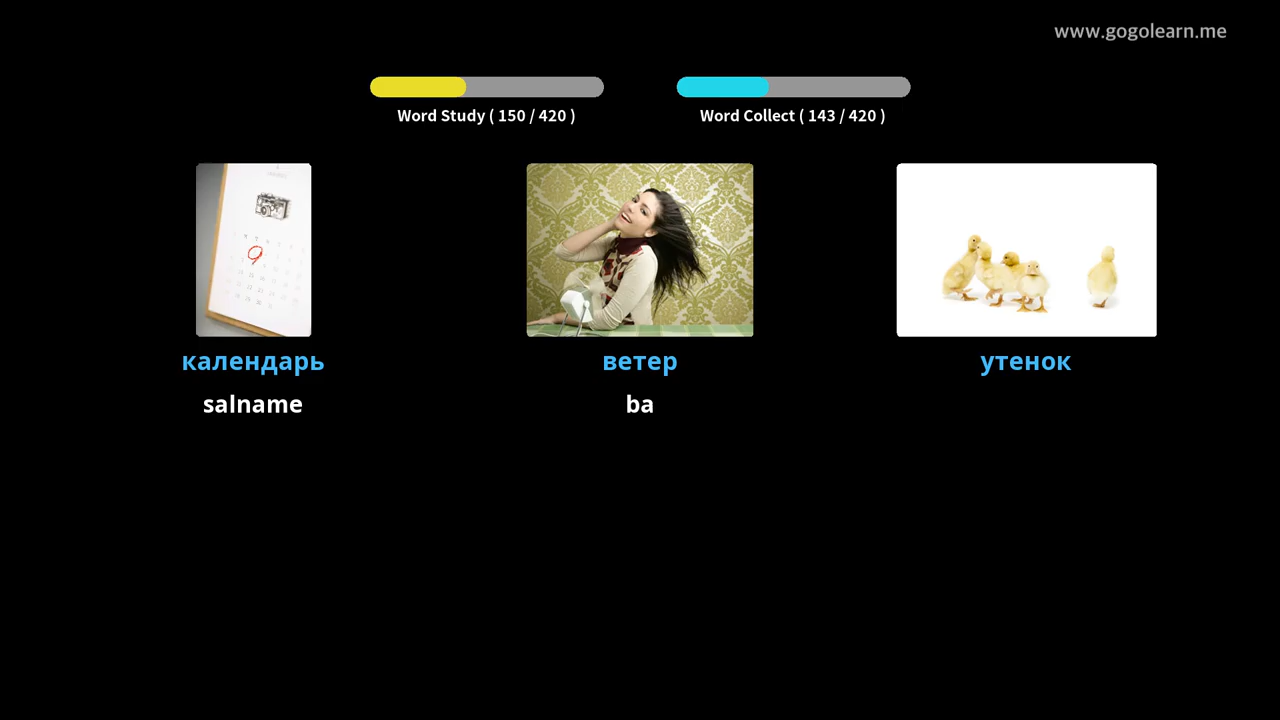 www.gogolearn.me
Word Study ( 150 / 420 )
Word Collect ( 143 / 420 )
календарь
ветер
утенок
salname
ba